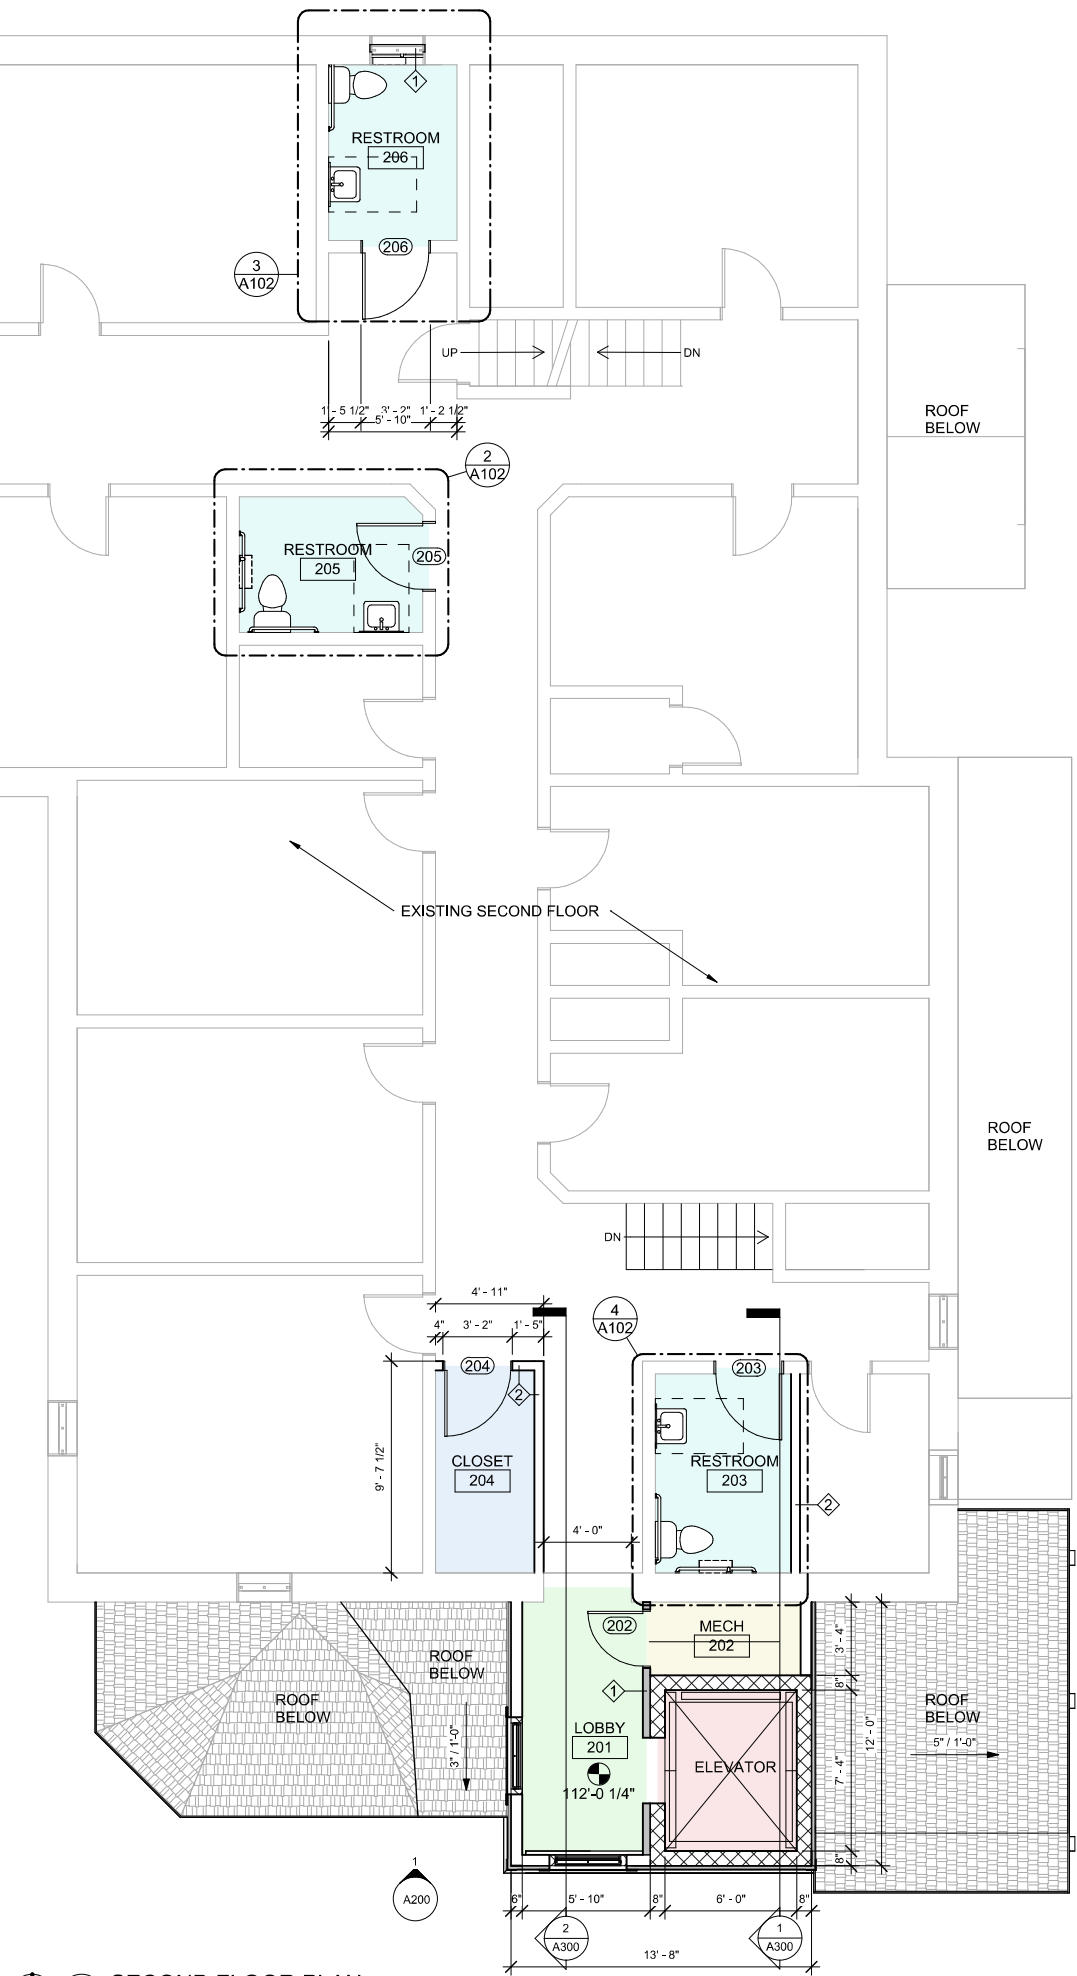 1
RESTROOM
206
206
3
A102
UP
DN
1' - 5 1/2"
3' - 2"
1' - 2 1/2"
5' - 10"
ROOF
BELOW
2
A102
RESTROOM
205
205
EXISTING SECOND FLOOR
ROOF
BELOW
DN
4' - 11"
4"
3' - 2"
1' - 5"
4
A102
204
203
2
9' - 7 1/2"
CLOSET
204
RESTROOM
203
2
4' - 0"
202
MECH
202
3' - 4"
8"
ROOF
BELOW
ROOF
BELOW
3" / 1'-0"
1
LOBBY
201
112'-0 1/4"
ELEVATOR
7' - 4"
12' - 0"
8"
ROOF
BELOW
5" / 1'-0"
1
A200
6"
5' - 10"
8"
6' - 0"
8"
2
A300
1
A300
13' - 8"
SECOND FLOOR PLAN